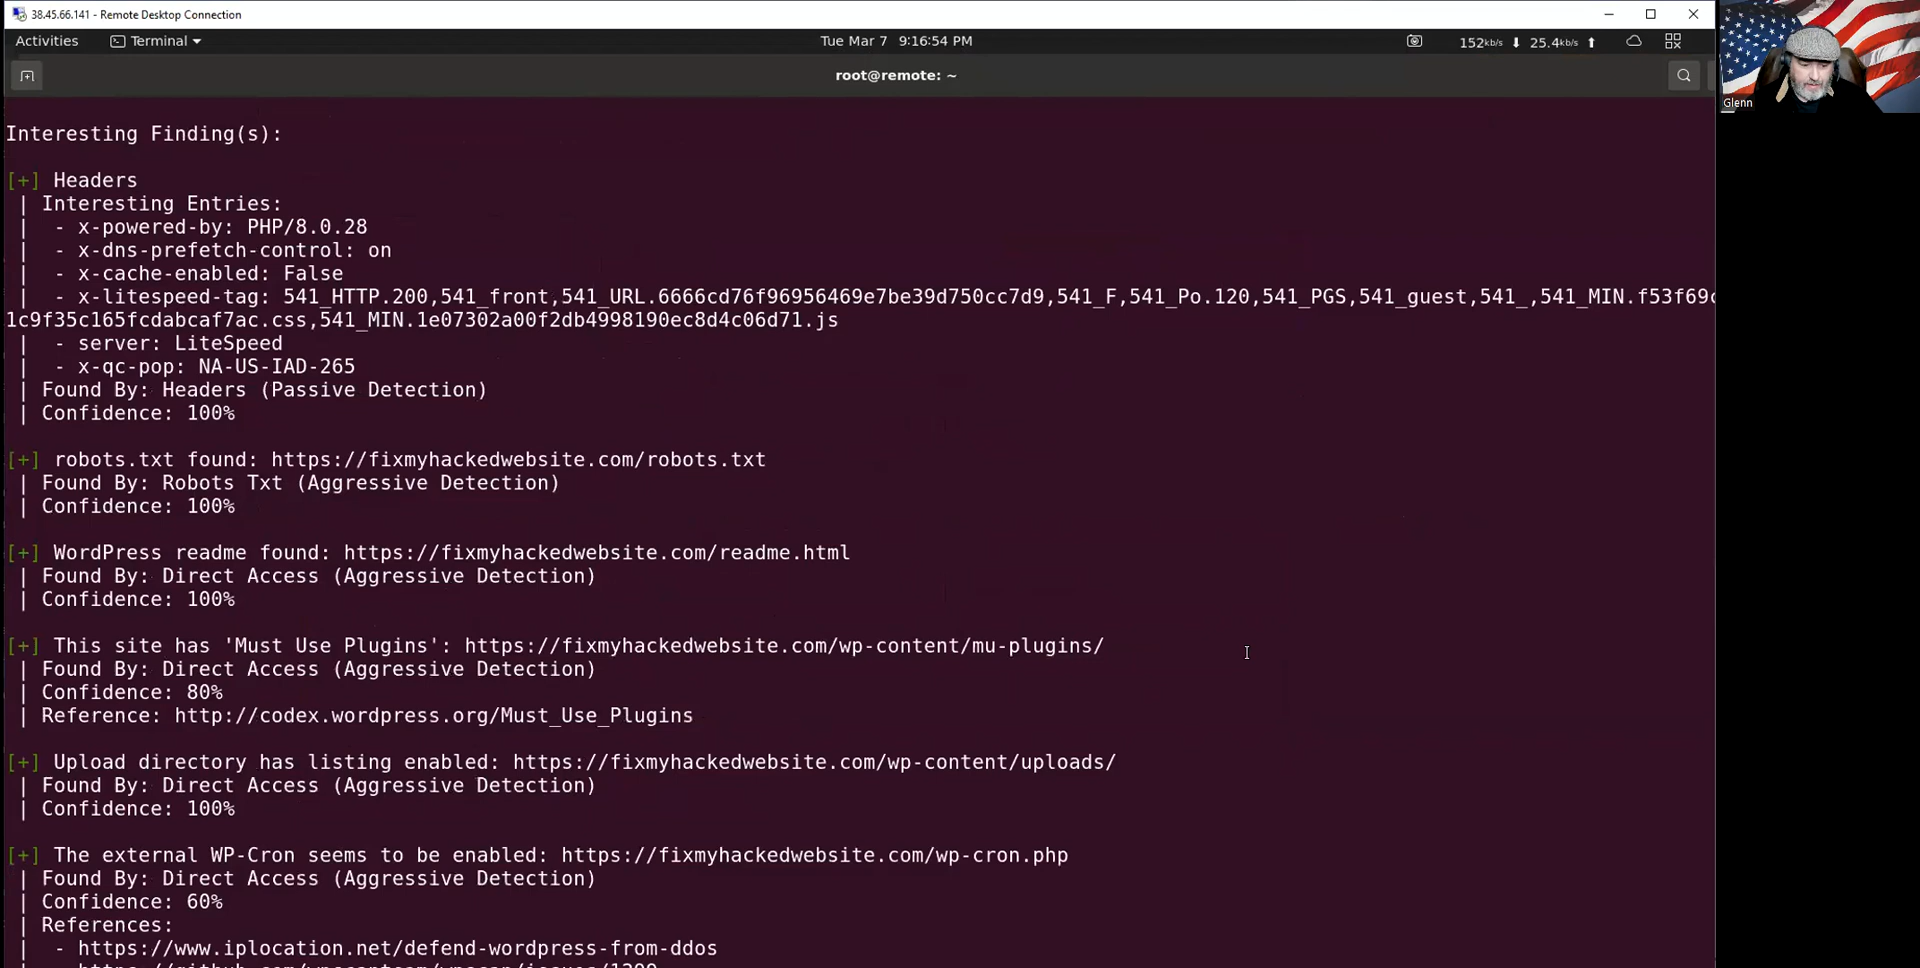 38.45.66.141 - Remote Desktop Connection
Activities Terminal Tue Mar 7 9:16:54 PM 152kb/s 25.4kb/s
root@remote: ~
Glenn
Interesting Finding(s):
[+] Headers
| Interesting Entries:
| - x-powered-by: PHP/8.0.28
| - x-dns-prefetch-control: on
| - x-cache-enabled: False
| - x-litespeed-tag: 541_HTTP.200,541_front,541_URL.6666cd76f96956469e7be39d750cc7d9,541_F,541_Po.120,541_PGS,541_guest,541_,541_MIN.f53f69c
1c9f35c165fcdabcaf7ac.css,541_MIN.1e07302a00f2db4998190ec8d4c06d71.js
| - server: LiteSpeed
| - x-qc-pop: NA-US-IAD-265
| Found By: Headers (Passive Detection)
| Confidence: 100%
[+] robots.txt found: https://fixmyhackedwebsite.com/robots.txt
| Found By: Robots Txt (Aggressive Detection)
| Confidence: 100%
[+] WordPress readme found: https://fixmyhackedwebsite.com/readme.html
| Found By: Direct Access (Aggressive Detection)
| Confidence: 100%
[+] This site has 'Must Use Plugins': https://fixmyhackedwebsite.com/wp-content/mu-plugins/
| Found By: Direct Access (Aggressive Detection)
| Confidence: 80%
| Reference: http://codex.wordpress.org/Must_Use_Plugins
[+] Upload directory has listing enabled: https://fixmyhackedwebsite.com/wp-content/uploads/
| Found By: Direct Access (Aggressive Detection)
| Confidence: 100%
[+] The external WP-Cron seems to be enabled: https://fixmyhackedwebsite.com/wp-cron.php
| Found By: Direct Access (Aggressive Detection)
| Confidence: 60%
| References:
| - https://www.iplocation.net/defend-wordpress-from-ddos